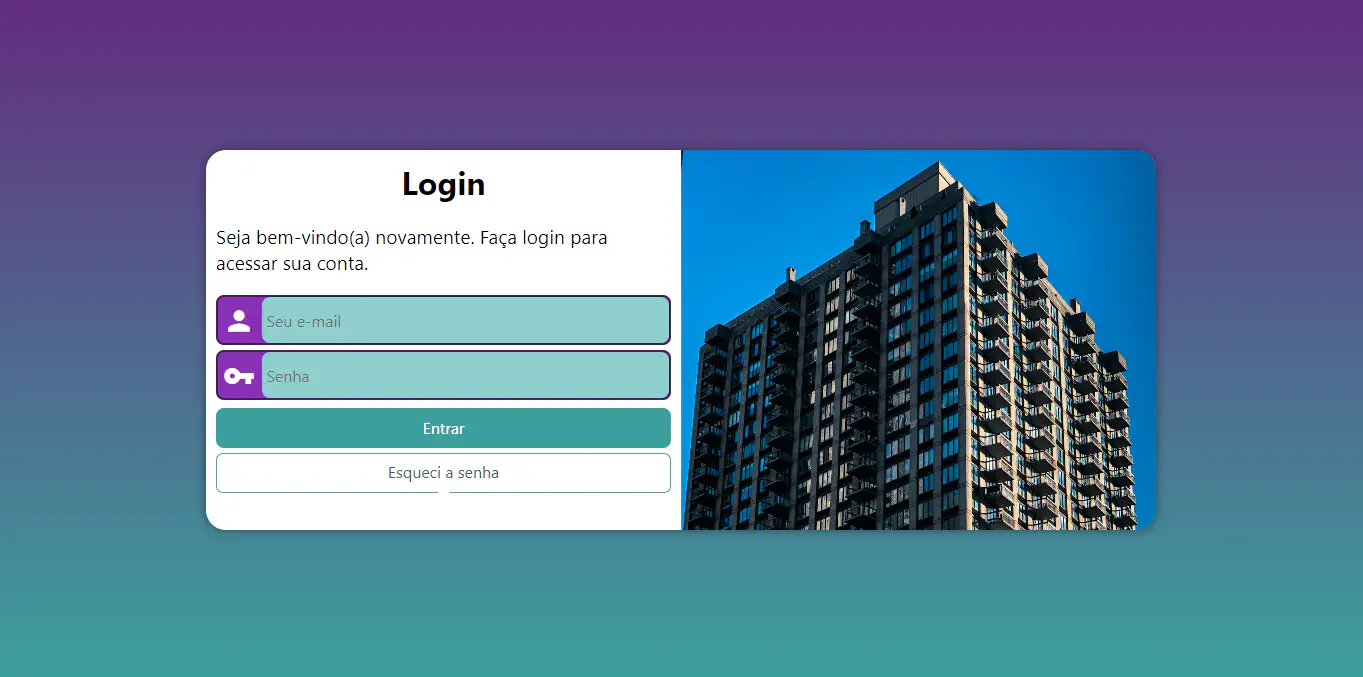 Login
Seja bem-vindo(a) novamente. Faça login para
acessar sua conta.
Seu e-mail
Senha
Entrar
Esqueci a senha